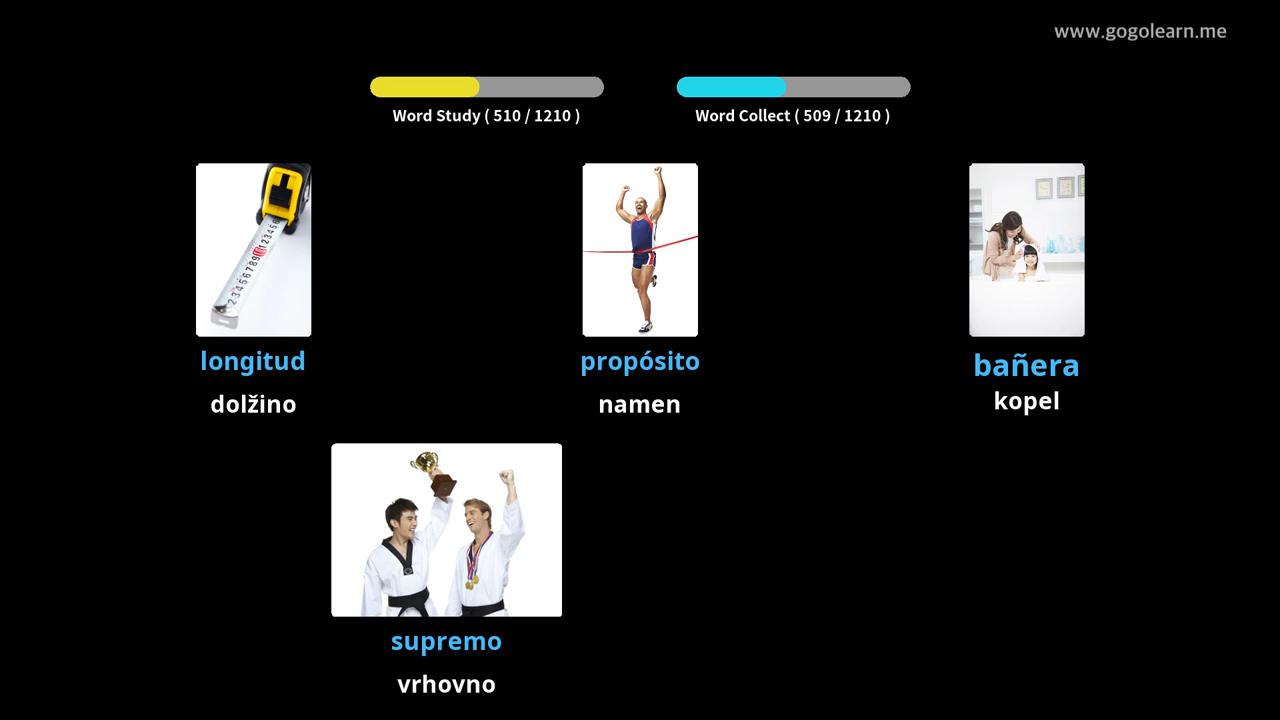 www.gogolearn.me
Word Study ( 510 / 1210 )
Word Collect ( 509 / 1210 )
longitud
dolžino
propósito
namen
bañera
kopel
supremo
vrhovno